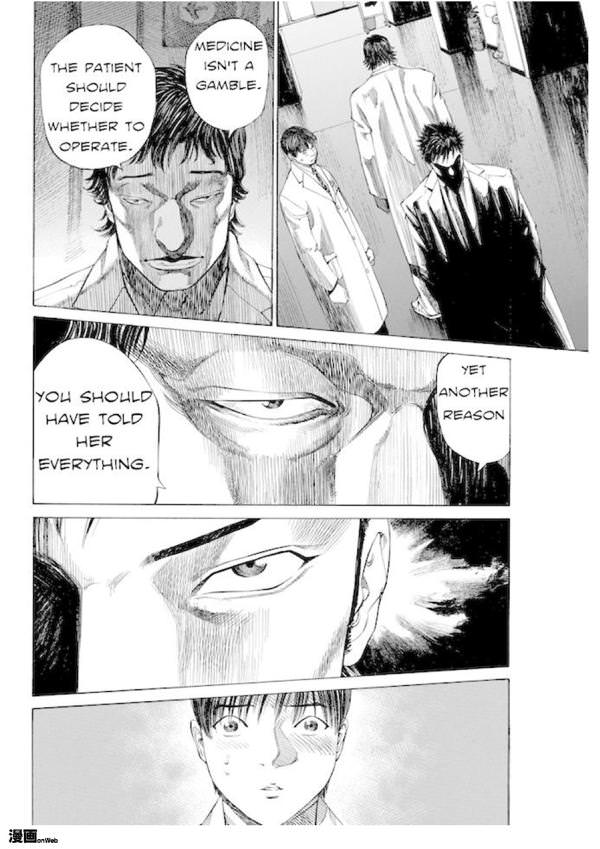 MEDICINE
ISN'T A
GAMBLE.
THE PATIENT
SHOULD
DECIDE
WHETHER TO
OPERATE.
YET
ANOTHER
REASON
YOU SHOULD
HAVE TOLD
HER
EVERYTHING.
漫画onWeb